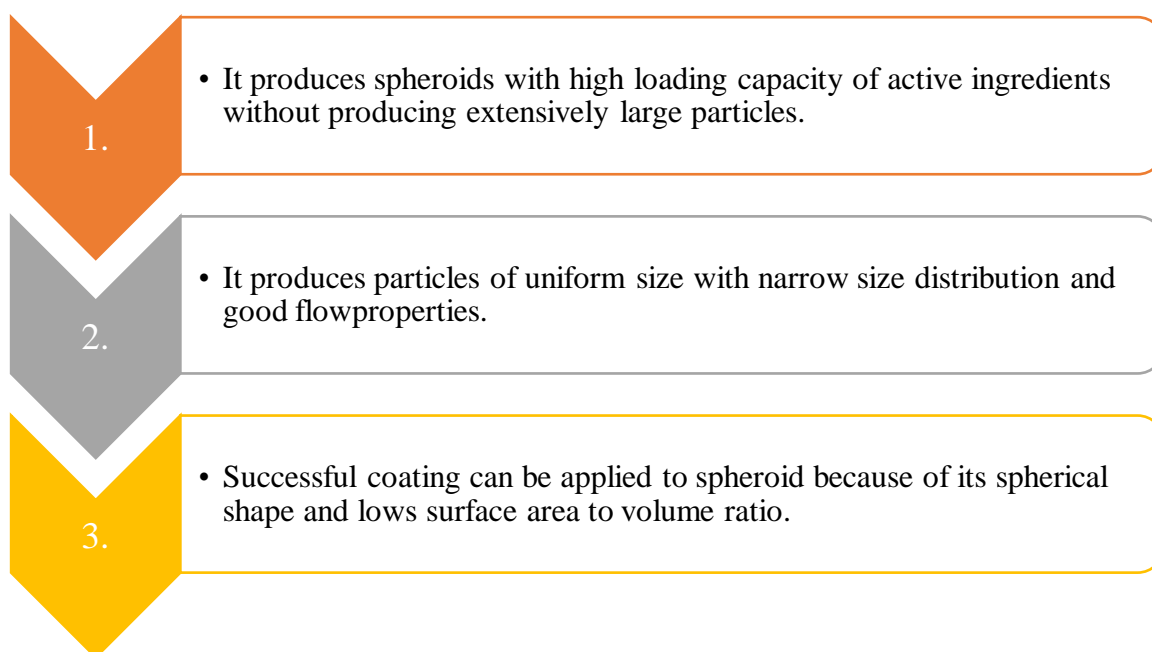 1.
• It produces spheroids with high loading capacity of active ingredients
without producing extensively large particles.
2.
• It produces particles of uniform size with narrow size distribution and
good flowproperties.
3.
• Successful coating can be applied to spheroid because of its spherical
shape and lows surface area to volume ratio.